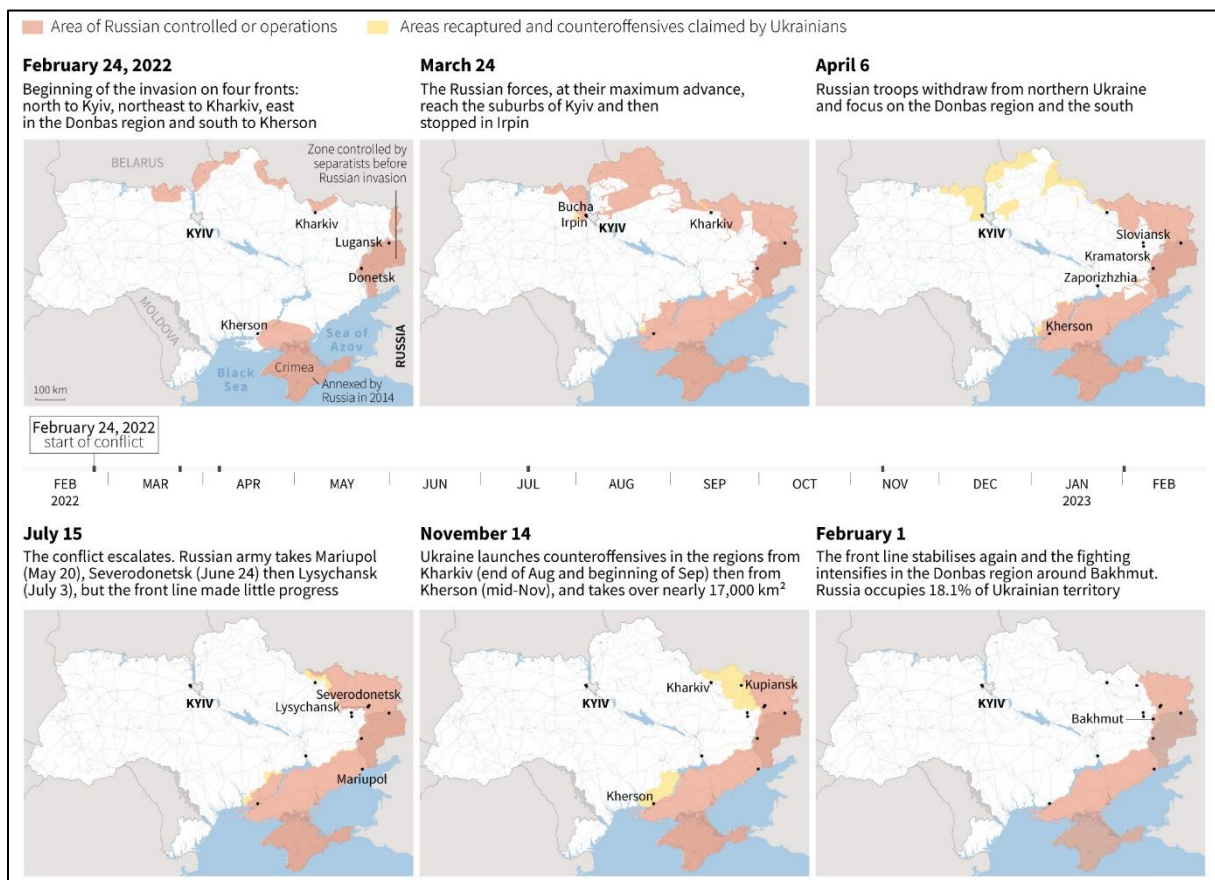 Area of Russian controlled or operations
Areas recaptured and counteroffensives claimed by Ukrainians
February 24, 2022
Beginning of the invasion on four fronts:
north to Kyiv, northeast to Kharkiv, east
in the Donbas region and south to Kherson
BELARUS
Zone controlled by
separatists before
Russian invasion
Kharkiv
KYIV
Lugansk
Donetsk
MOLDOVA
Kherson
Sea of
Azov
RUSSIA
Black
Sea
Crimea
Annexed by
Russia in 2014
100 km
March 24
The Russian forces, at their maximum advance,
reach the suburbs of Kyiv and then
stopped in Irpin
Bucha
Irpin
KYIV
Kharkiv
April 6
Russian troops withdraw from northern Ukraine
and focus on the Donbas region and the south
KYIV
Sloviansk
Kramatorsk
Zaporizhzhia
Kherson
February 24, 2022
start of conflict
FEB
2022
MAR
APR
MAY
JUN
JUL
AUG
SEP
OCT
NOV
DEC
JAN
2023
FEB
July 15
The conflict escalates. Russian army takes Mariupol
(May 20), Severodonetsk (June 24) then Lysychansk
(July 3), but the front line made little progress
KYIV
Severodonetsk
Lysychansk
Mariupol
November 14
Ukraine launches counteroffensives in the regions from
Kharkiv (end of Aug and beginning of Sep) then from
Kherson (mid-Nov), and takes over nearly 17,000 km²
Kharkiv
Kupiansk
KYIV
Kherson
February 1
The front line stabilises again and the fighting
intensifies in the Donbas region around Bakhmut.
Russia occupies 18.1% of Ukrainian territory
KYIV
Bakhmut